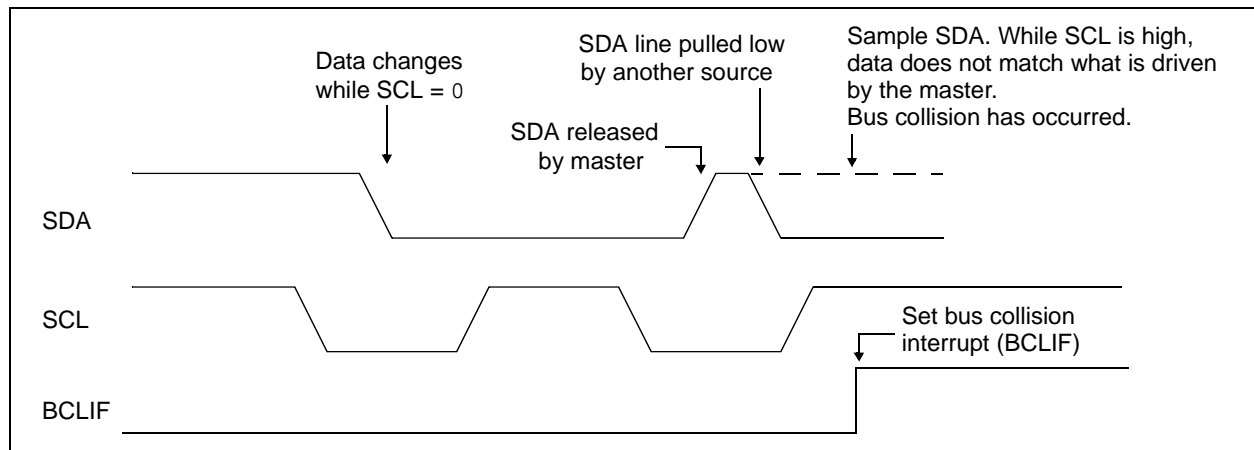 Data changes
while SCL = 0
SDA line pulled low
by another source
Sample SDA. While SCL is high,
data does not match what is driven
by the master.
Bus collision has occurred.
SDA released
by master
SDA
SCL
Set bus collision
interrupt (BCLIF)
BCLIF